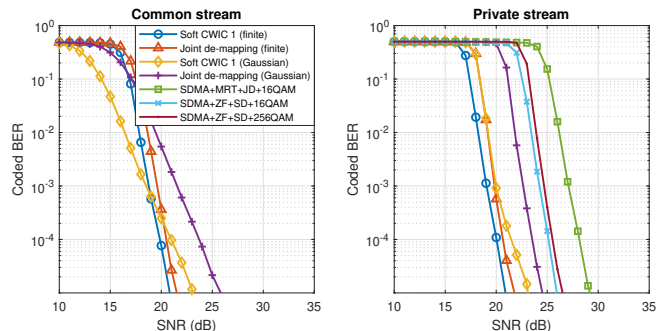 Common stream
Private stream
Soft CWIC 1 (finite)
Joint de-mapping (finite)
Soft CWIC 1 (Gaussian)
Joint de-mapping (Gaussian)
SDMA+MRT+JD+16QAM
SDMA+ZF+SD+16QAM
SDMA+ZF+SD+256QAM
Coded BER
10^0
10^-1
10^-2
10^-3
10^-4
10 15 20 25 30 35
SNR (dB)
Coded BER
10^0
10^-1
10^-2
10^-3
10^-4
10 15 20 25 30 35
SNR (dB)